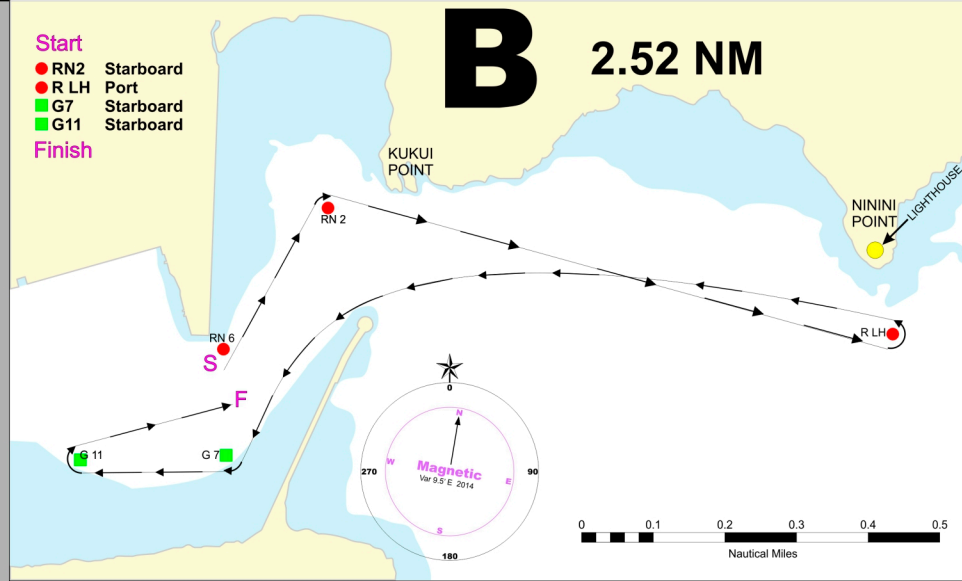 Start
RN2 Starboard
R LH Port
G7 Starboard
G11 Starboard
Finish
B
2.52 NM
KUKUI
POINT
NININI
POINT
LIGHTHOUSE
RN 2
RN 6
S
R LH
F
G 11
G 7
0
N
270
W
Magnetic
Var 9.5' E 2014
E
90
S
180
0 0.1 0.2 0.3 0.4 0.5
Nautical Miles